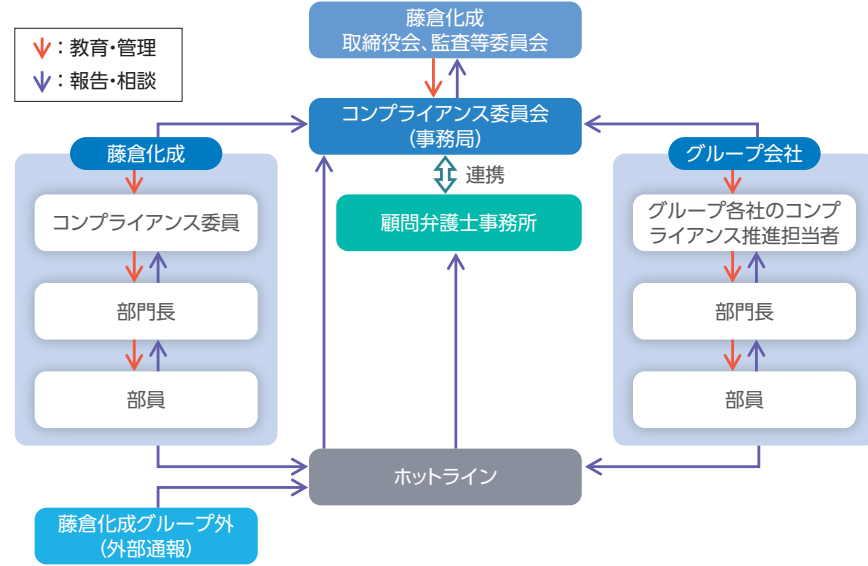 藤倉化成
取締役会、監査等委員会
：教育・管理
：報告・相談
コンプライアンス委員会
（事務局）
藤倉化成
グループ会社
連携
コンプライアンス委員
顧問弁護士事務所
グループ各社のコンプ
ライアンス推進担当者
部門長
部門長
部員
部員
ホットライン
藤倉化成グループ外
（外部通報）